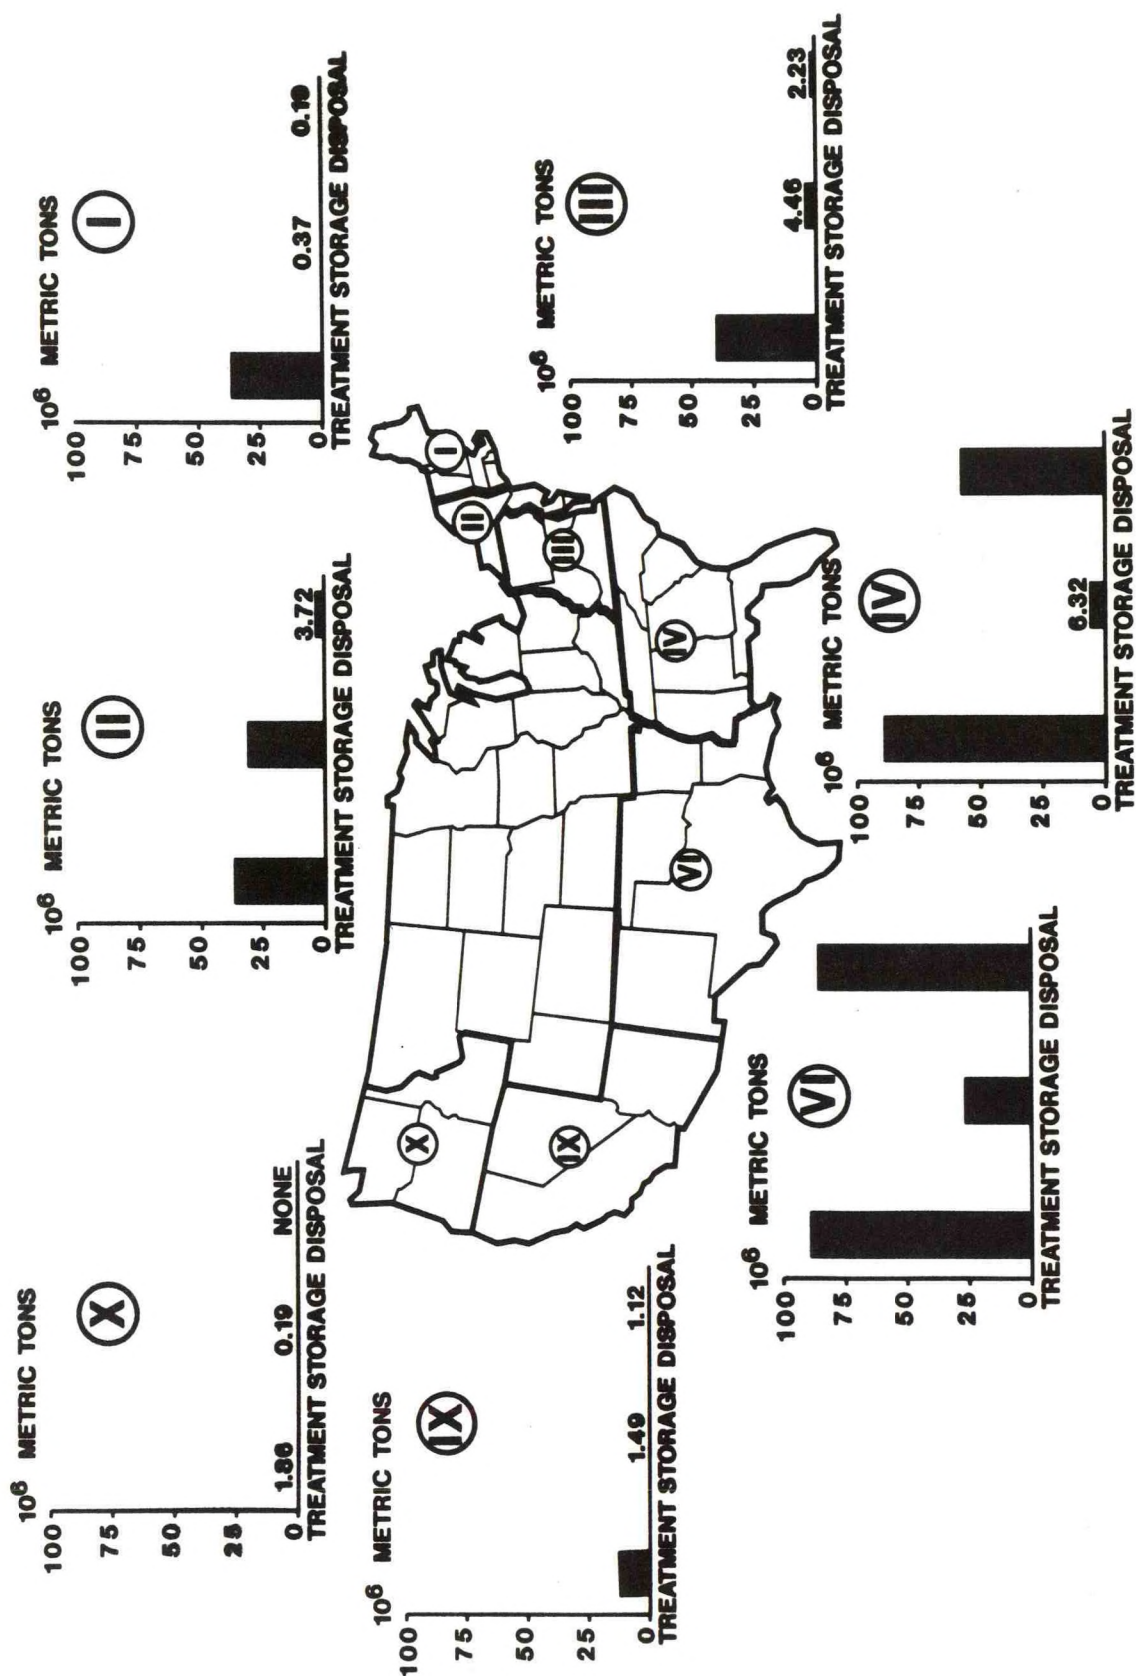 10⁶ METRIC TONS
X
100
75
50
25
0
1.86 0.19 NONE
TREATMENT STORAGE DISPOSAL
10⁶ METRIC TONS
II
100
75
50
25
0
3.72
TREATMENT STORAGE DISPOSAL
10⁶ METRIC TONS
I
100
75
50
25
0
0.37 0.19
TREATMENT STORAGE DISPOSAL
10⁶ METRIC TONS
IX
100
75
50
25
0
1.49 1.12
TREATMENT STORAGE DISPOSAL
X
IX
VI
IV
III
II
I
10⁶ METRIC TONS
III
100
75
50
25
0
4.46 2.23
TREATMENT STORAGE DISPOSAL
10⁶ METRIC TONS
VI
100
75
50
25
0
TREATMENT STORAGE DISPOSAL
10⁶ METRIC TONS
IV
100
75
50
25
0
6.32
TREATMENT STORAGE DISPOSAL